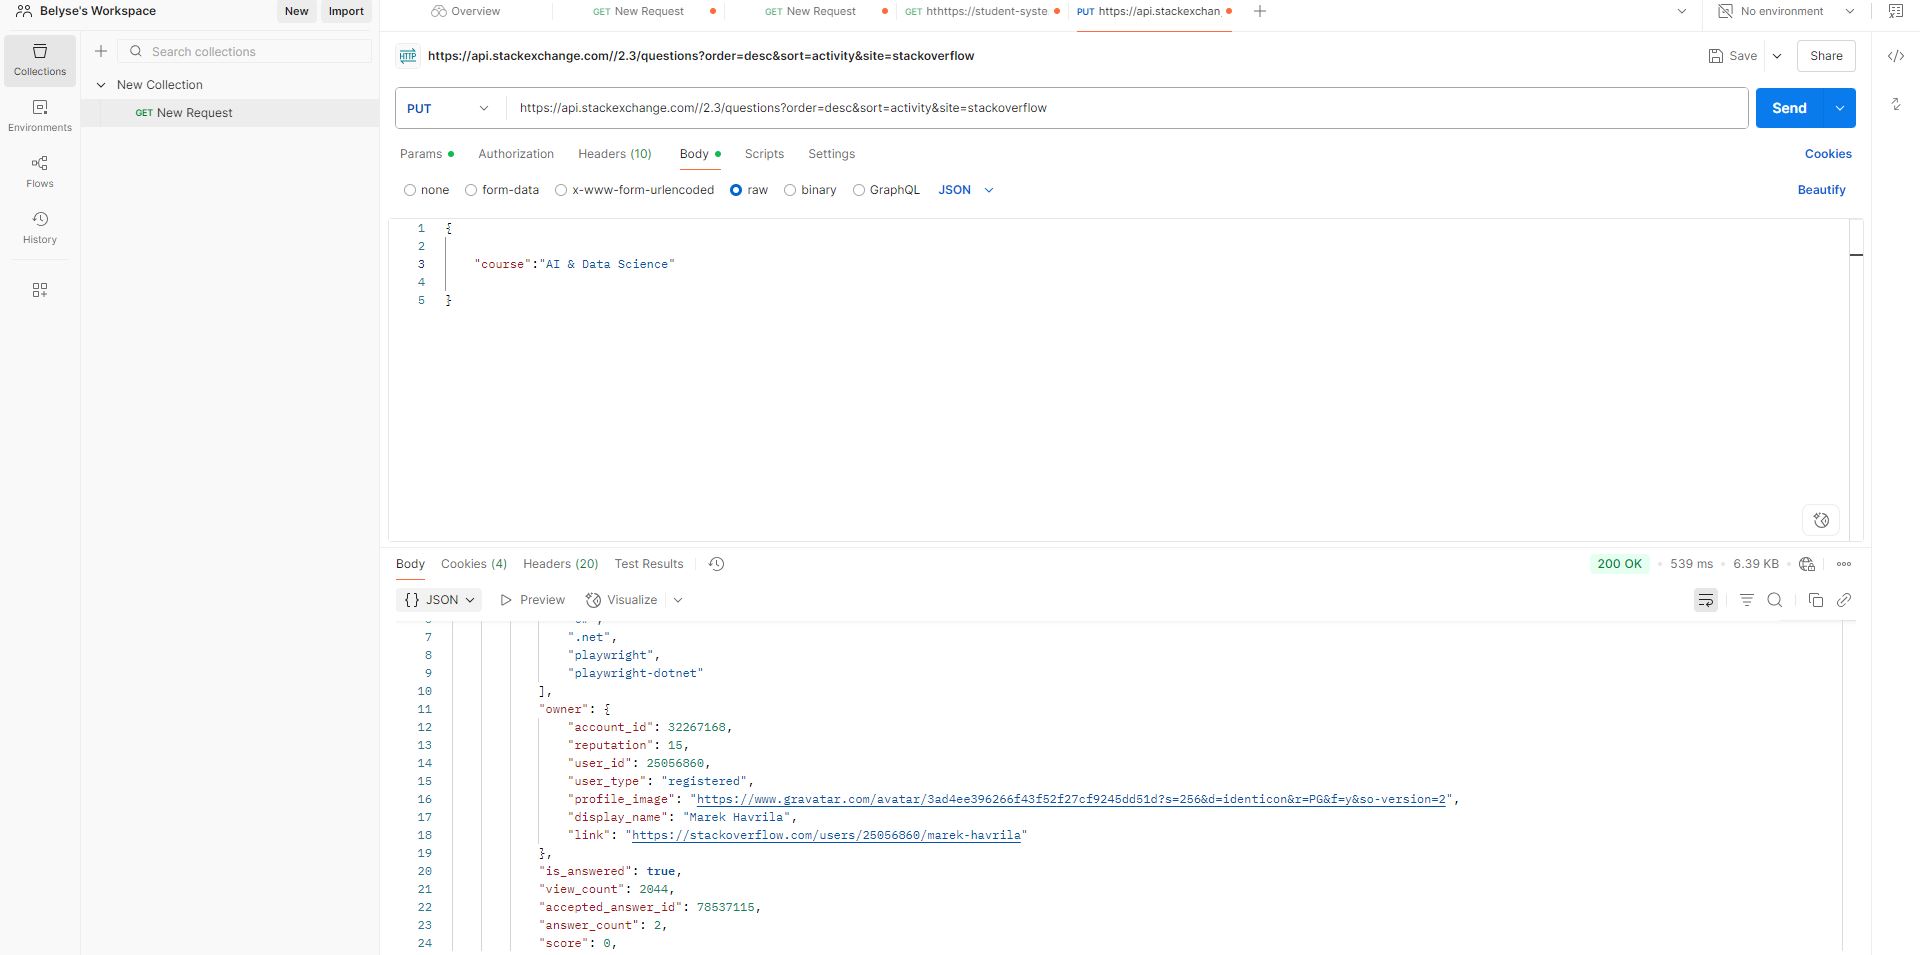 Belyse's Workspace
New
Import
Overview
GET New Request
GET New Request
GET hthttps://student-syste
PUT https://api.stackexchan
No environment
Collections
Environments
Flows
History
Search collections
New Collection
GET New Request
HTTP https://api.stackexchange.com//2.3/questions?order=desc&sort=activity&site=stackoverflow
Save
Share
PUT
https://api.stackexchange.com//2.3/questions?order=desc&sort=activity&site=stackoverflow
Send
Params
Authorization
Headers (10)
Body
Scripts
Settings
Cookies
none
form-data
x-www-form-urlencoded
raw
binary
GraphQL
JSON
Beautify
1 {
2
3 "course":"AI & Data Science"
4
5 }
Body
Cookies (4)
Headers (20)
Test Results
200 OK
539 ms
6.39 KB
{} JSON
Preview
Visualize
7 ".net",
8 "playwright",
9 "playwright-dotnet"
10 ],
11 "owner": {
12 "account_id": 32267168,
13 "reputation": 15,
14 "user_id": 25056860,
15 "user_type": "registered",
16 "profile_image": "https://www.gravatar.com/avatar/3ad4ee396266f43f52f27cf9245dd51d?s=256&d=identicon&r=PG&f=y&so-version=2",
17 "display_name": "Marek Havrila",
18 "link": "https://stackoverflow.com/users/25056860/marek-havrila"
19 },
20 "is_answered": true,
21 "view_count": 2044,
22 "accepted_answer_id": 78537115,
23 "answer_count": 2,
24 "score": 0,